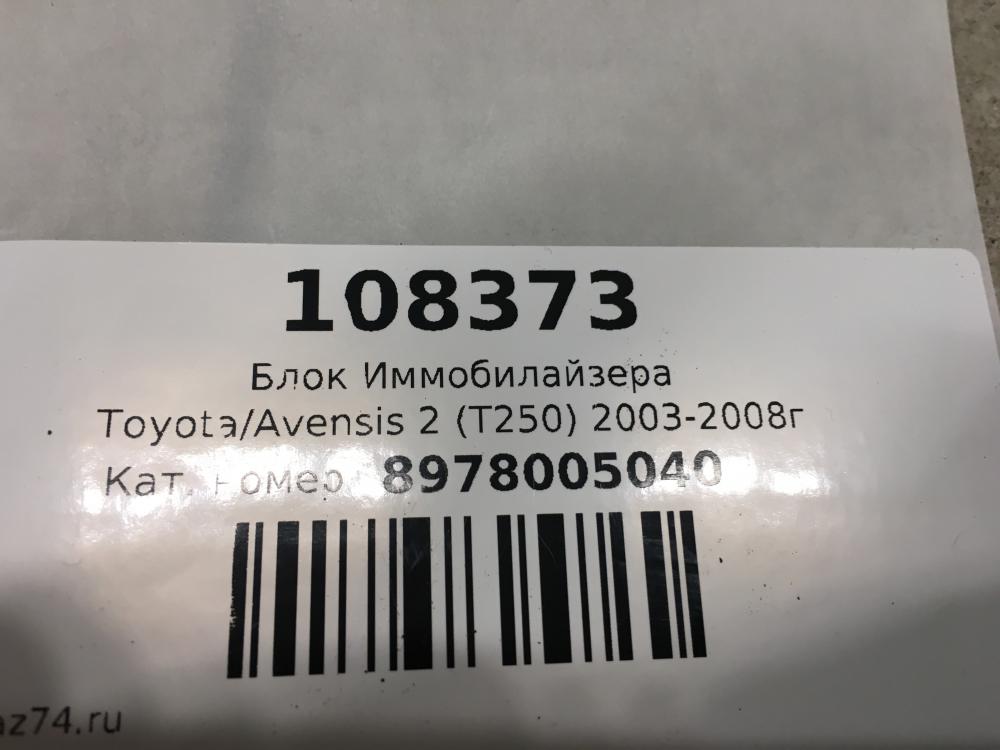 108373
Блок Иммобилайзера
Toyota/Avensis 2 (T250) 2003-2008г
Кат. номер 8978005040
az74.ru